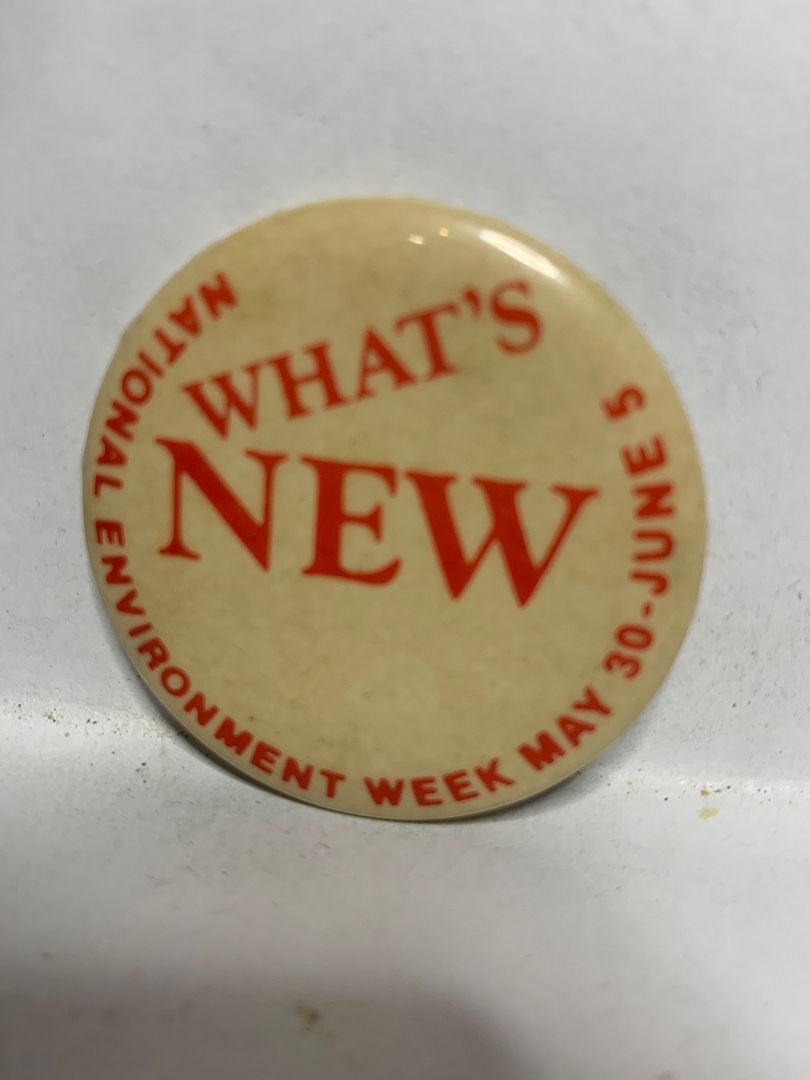 WHAT'S
NEW
NATIONAL ENVIRONMENT WEEK MAY 30-JUNE 5